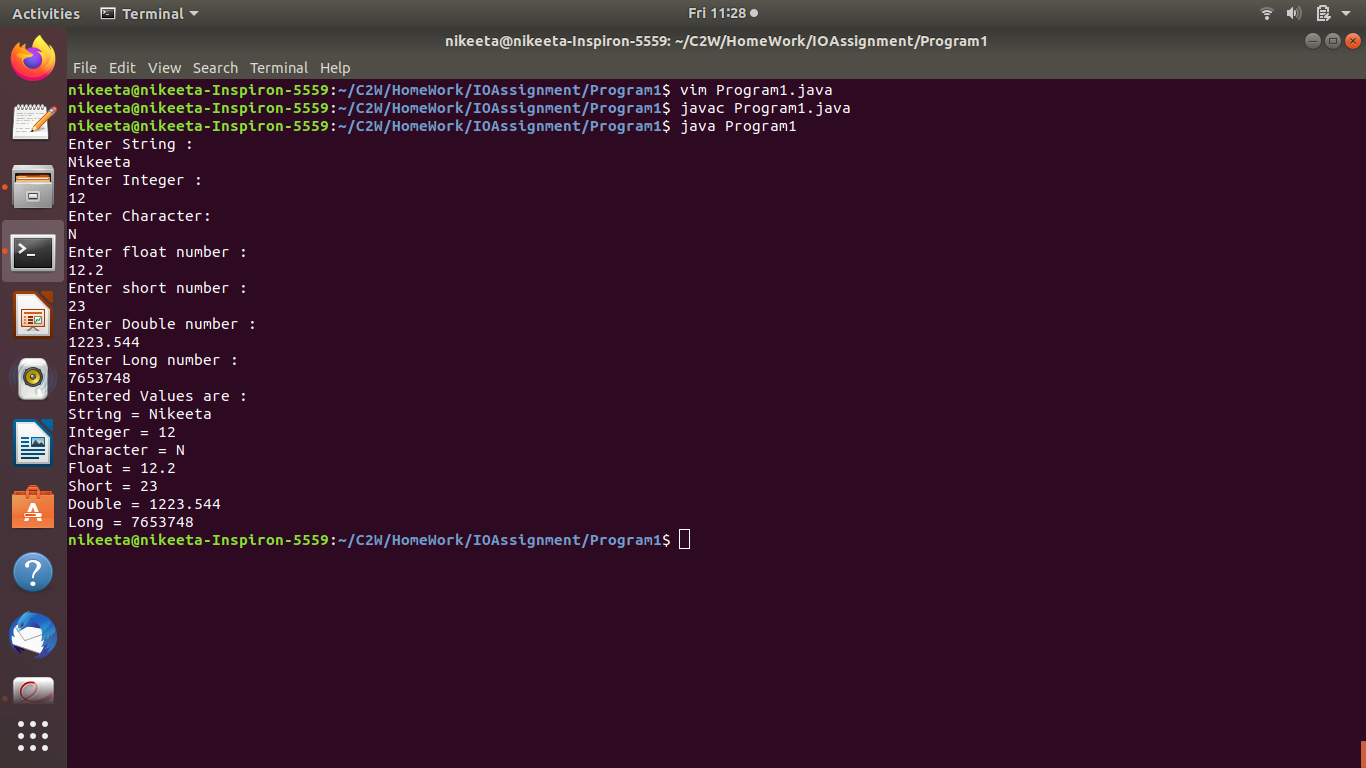 Activities Terminal Fri 11:28
nikeeta@nikeeta-Inspiron-5559: ~/C2W/HomeWork/IOAssignment/Program1
File Edit View Search Terminal Help
nikeeta@nikeeta-Inspiron-5559:~/C2W/HomeWork/IOAssignment/Program1$ vim Program1.java
nikeeta@nikeeta-Inspiron-5559:~/C2W/HomeWork/IOAssignment/Program1$ javac Program1.java
nikeeta@nikeeta-Inspiron-5559:~/C2W/HomeWork/IOAssignment/Program1$ java Program1
Enter String :
Nikeeta
Enter Integer :
12
Enter Character:
N
Enter float number :
12.2
Enter short number :
23
Enter Double number :
1223.544
Enter Long number :
7653748
Entered Values are :
String = Nikeeta
Integer = 12
Character = N
Float = 12.2
Short = 23
Double = 1223.544
Long = 7653748
nikeeta@nikeeta-Inspiron-5559:~/C2W/HomeWork/IOAssignment/Program1$